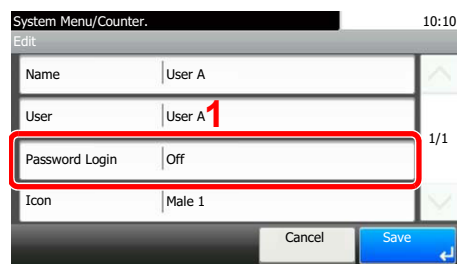 System Menu/Counter. 10:10
Edit
Name User A
User User A 1
1/1
Password Login Off
Icon Male 1
Cancel Save